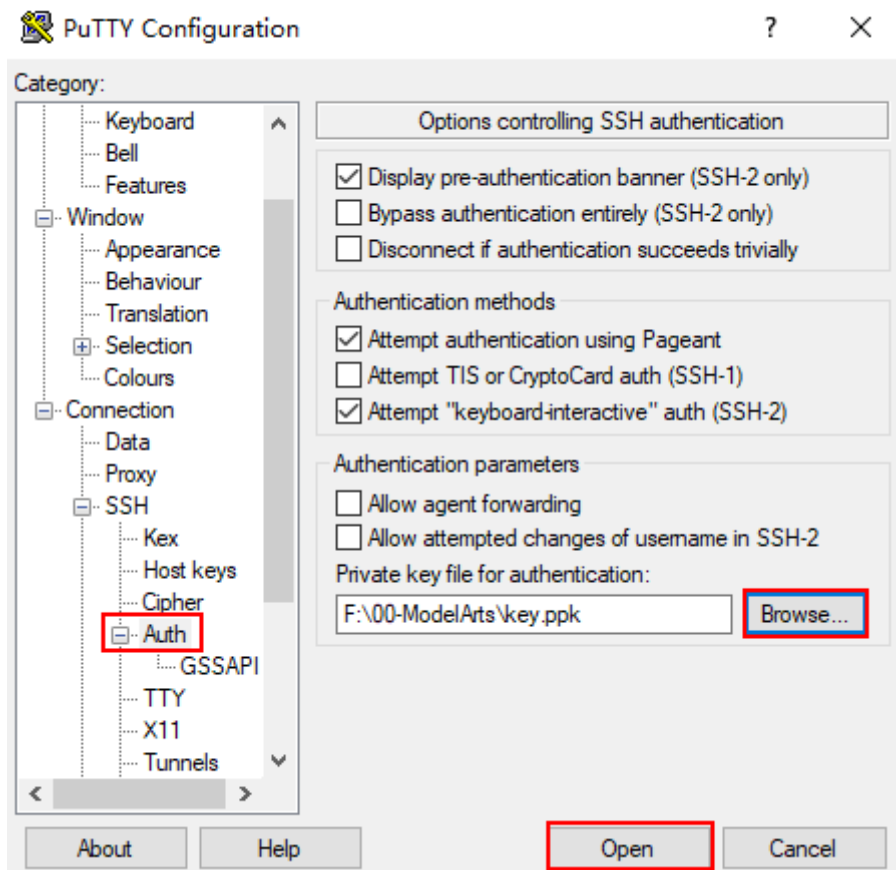 PuTTY Configuration
?
Category:
Keyboard
Bell
Features
Window
Appearance
Behaviour
Translation
Selection
Colours
Connection
Data
Proxy
SSH
Kex
Host keys
Cipher
Auth
GSSAPI
TTY
X11
Tunnels
Options controlling SSH authentication
Display pre-authentication banner (SSH-2 only)
Bypass authentication entirely (SSH-2 only)
Disconnect if authentication succeeds trivially
Authentication methods
Attempt authentication using Pageant
Attempt TIS or CryptoCard auth (SSH-1)
Attempt "keyboard-interactive" auth (SSH-2)
Authentication parameters
Allow agent forwarding
Allow attempted changes of username in SSH-2
Private key file for authentication:
F:\00-ModelArts\key.ppk
Browse...
About
Help
Open
Cancel